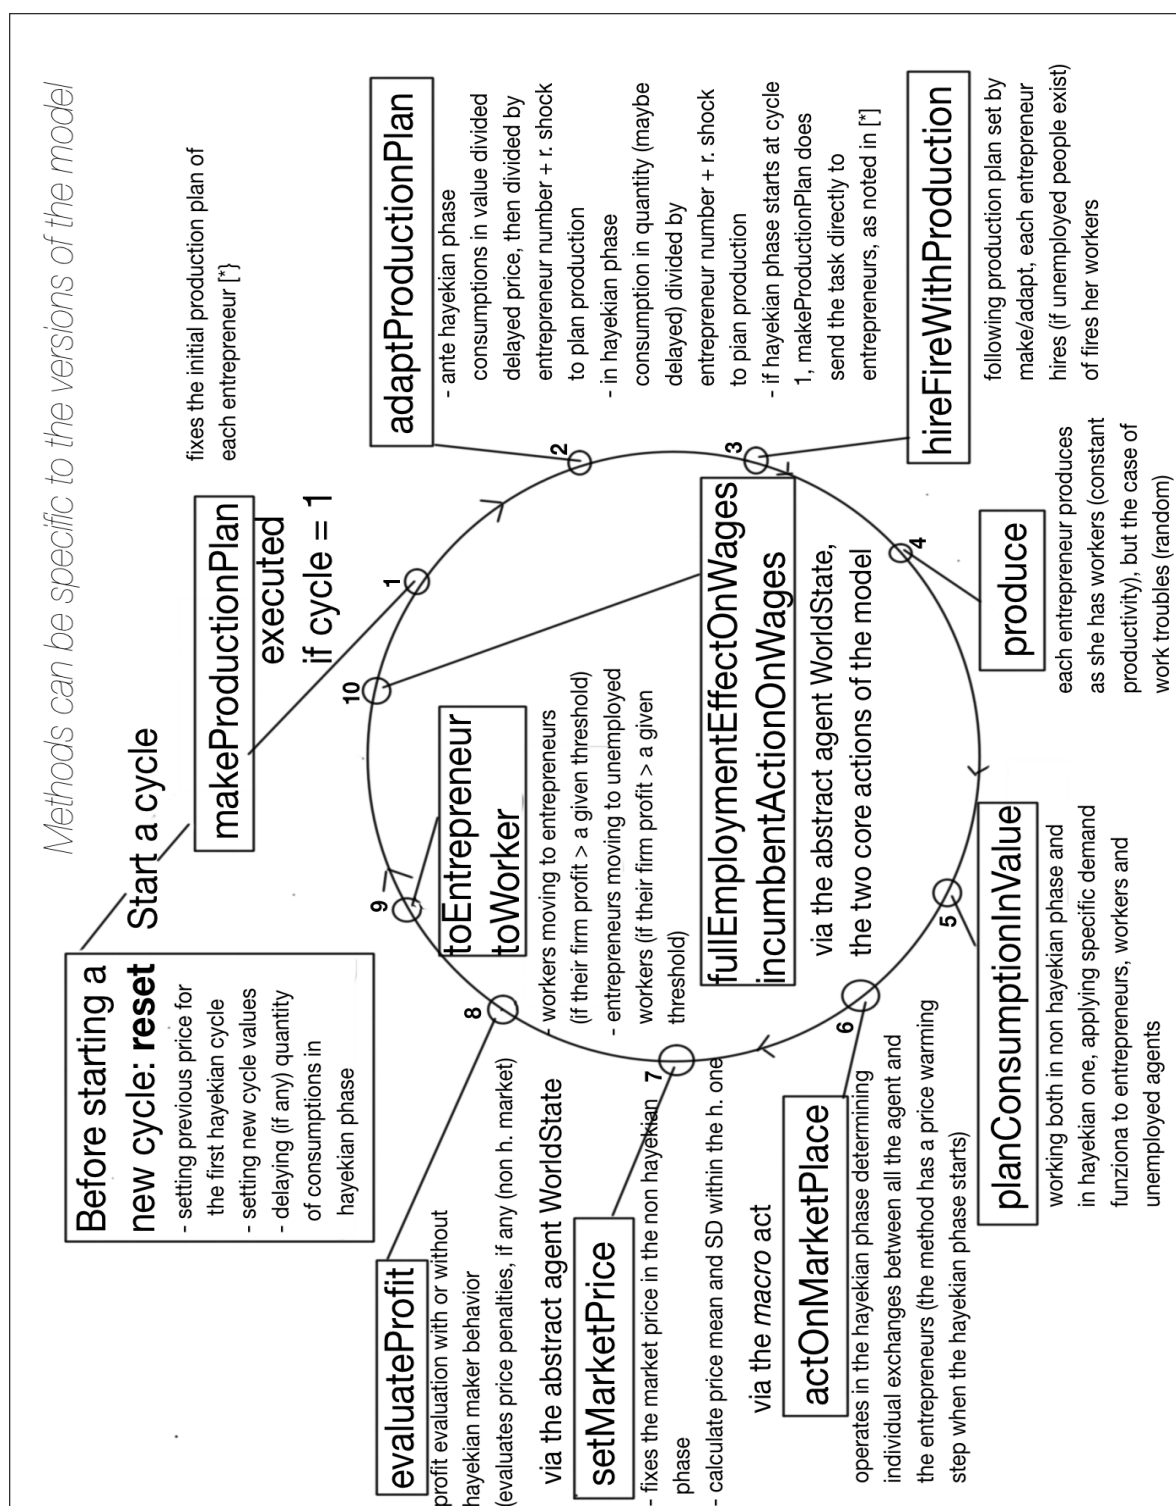 Methods can be specific to the versions of the model
Before starting a
new cycle: reset
- setting previous price for
the first hayekian cycle
- setting new cycle values
- delaying (if any) quantity
of consumptions in
hayekian phase
Start a cycle
makeProductionPlan
executed
if cycle = 1
fixes the initial production plan of
each entrepreneur [*}
1
adaptProductionPlan
- ante hayekian phase
consumptions in value divided
delayed price, then divided by
entrepreneur number + r. shock
to plan production
- in hayekian phase
consumption in quantity (maybe
delayed) divided by
entrepreneur number + r. shock
to plan production
- if hayekian phase starts at cycle
1, makeProductionPlan does
send the task directly to
entrepreneurs, as noted in [*]
2
hireFireWithProduction
following production plan set by
make/adapt, each entrepreneur
hires (if unemployed people exist)
of fires her workers
3
produce
each entrepreneur produces
as she has workers (constant
productivity), but the case of
work troubles (random)
4
planConsumptionInValue
working both in non hayekian phase and
in hayekian one, applying specific demand
funziona to entrepreneurs, workers and
unemployed agents
5
via the macro act
actOnMarketPlace
operates in the hayekian phase determining
individual exchanges between all the agent and
the entrepreneurs (the method has a price warming
step when the hayekian phase starts)
6
via the abstract agent WorldState
setMarketPrice
- fixes the market price in the non hayekian
phase
- calculate price mean and SD within the h. one
7
evaluateProfit
profit evaluation with or without
hayekian maker behavior
(evaluates price penalties, if any (non h. market)
8
toEntrepreneur
toWorker
- workers moving to entrepreneurs
(if their firm profit > a given threshold)
- entrepreneurs moving to unemployed
workers (if their firm profit > a given
threshold)
9
fullEmploymentEffectOnWages
incumbentActionOnWages
via the abstract agent WorldState,
the two core actions of the model
10